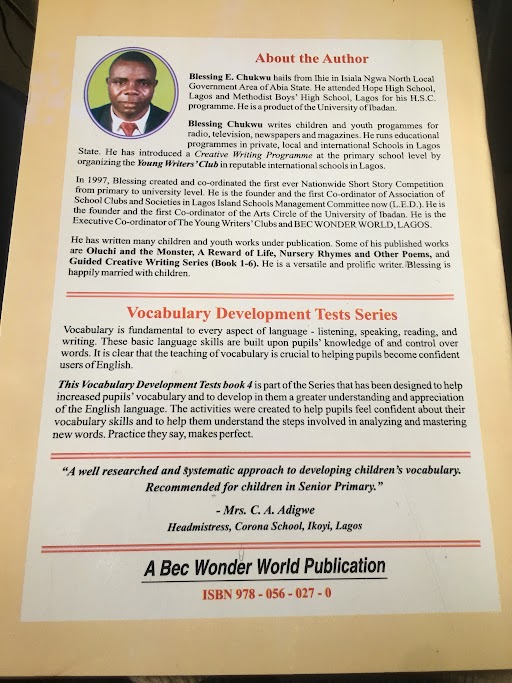 About the Author
Blessing E. Chukwu hails from Ihie in Isiala Ngwa North Local
Government Area of Abia State. He attended Hope High School,
Lagos and Methodist Boys' High School, Lagos for his H.S.C.
programme. He is a product of the University of Ibadan.
Blessing Chukwu writes children and youth progammes for
radio, television, newspapers and magazines. He runs educational
programmes in private, local and international schools in Lagos
State. He has introduced a Creative Writing Programme at the primary school level by
organizing the Young Writers' Club in reputable international schools in Lagos.
In 1997, Blessing created and co-ordinated the first ever Nationwide Short Story Competition
from primary to university level. He is the founder and the first Co-ordinator of Association of
School Clubs and Societies in Lagos Island Schools Management Committee now (L.E.D.). He is
the founder and the first Co-ordinator of the Arts Circle of the University of Ibadan. He is the
Executive Co-ordinator of The Young Writers' Clubs and BEC WONDER WORLD, LAGOS.
He has written many children and youth works under publication. Some of his published works
are Oluchi and the Monster, A Reward of Life, Nursery Rhymes and Other Poems, and
Guided Creative Writing Series (Book 1-6). He is a versatile and prolific writer. Blessing is
happily married with children.
Vocabulary Development Tests Series
Vocabulary is fundamental to every aspect of language - listening, speaking, reading, and
writing. These basic language skills are built upon pupils' knowledge of and control over
words. It is clear that the teaching of vocabulary is crucial to helping pupils become confident
users of English.
This Vocabulary Development Tests book 4 is part of the Series that has been designed to help
increased pupils' vocabulary and to develop in them a greater understanding and appreciation
of the English language. The activities were created to help pupils feel confident about their
vocabulary skills and to help them understand the steps involved in analyzing and mastering
new words. Practice they say, makes perfect.
"A well researched and systematic approach to developing children's vocabulary.
Recommended for children in Senior Primary."
- Mrs. C. A. Adigwe
Headmistress, Corona School, Ikoyi, Lagos
A Bec Wonder World Publication
ISBN 978 - 056 - 027 - 0